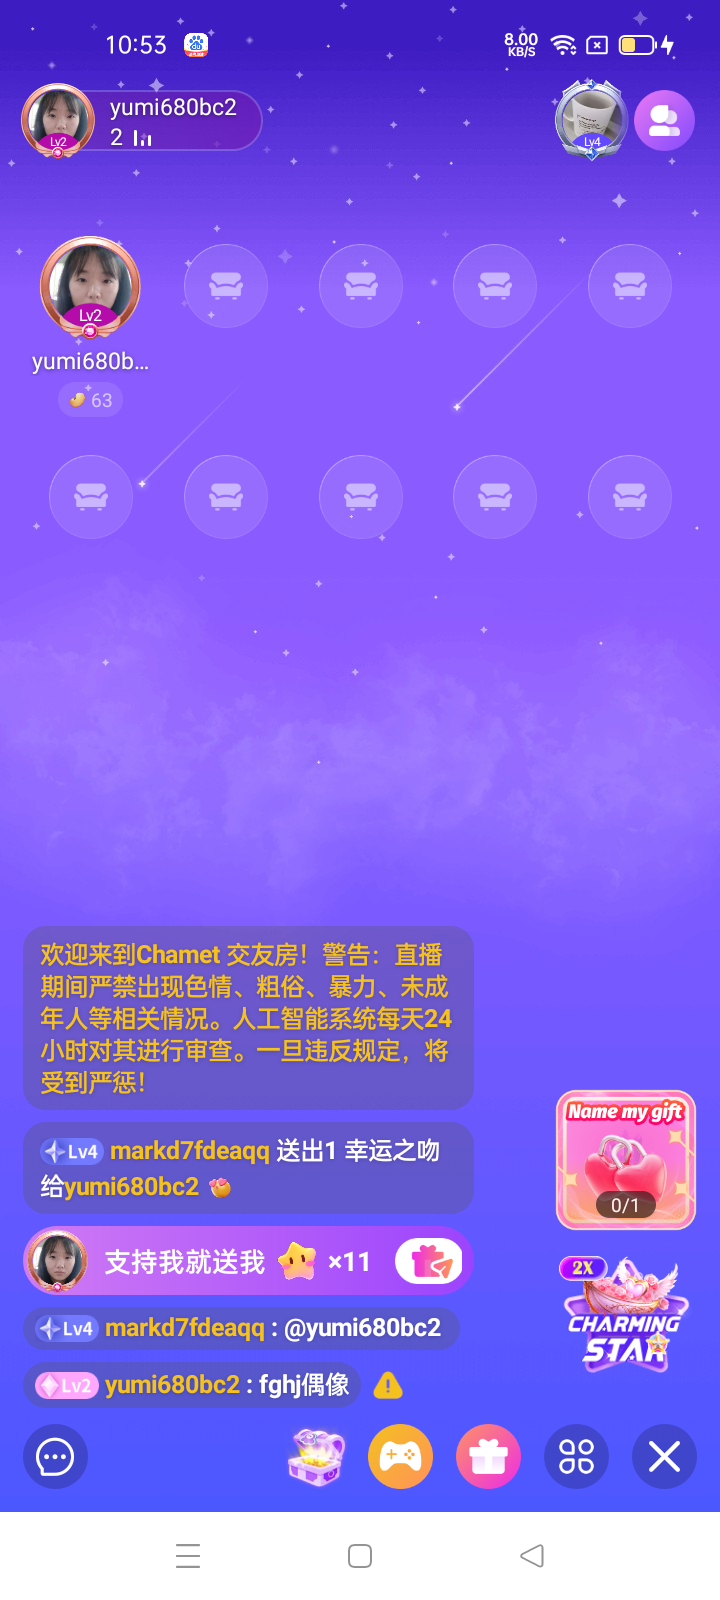 10:53
8.00
KB/S
yumi680bc2
2
Lv2
Lv4
Lv2
yumi680b...
63
欢迎来到Chamet 交友房！警告：直播
期间严禁出现色情、粗俗、暴力、未成
年人等相关情况。人工智能系统每天24
小时对其进行审查。一旦违反规定，将
受到严惩！
Lv4 markd7fdeaqq 送出1 幸运之吻
给yumi680bc2
支持我就送我 ×11
Lv4 markd7fdeaqq : @yumi680bc2
Lv2 yumi680bc2 : fghj偶像
Name my gift
0/1
2X
CHARMING
STAR